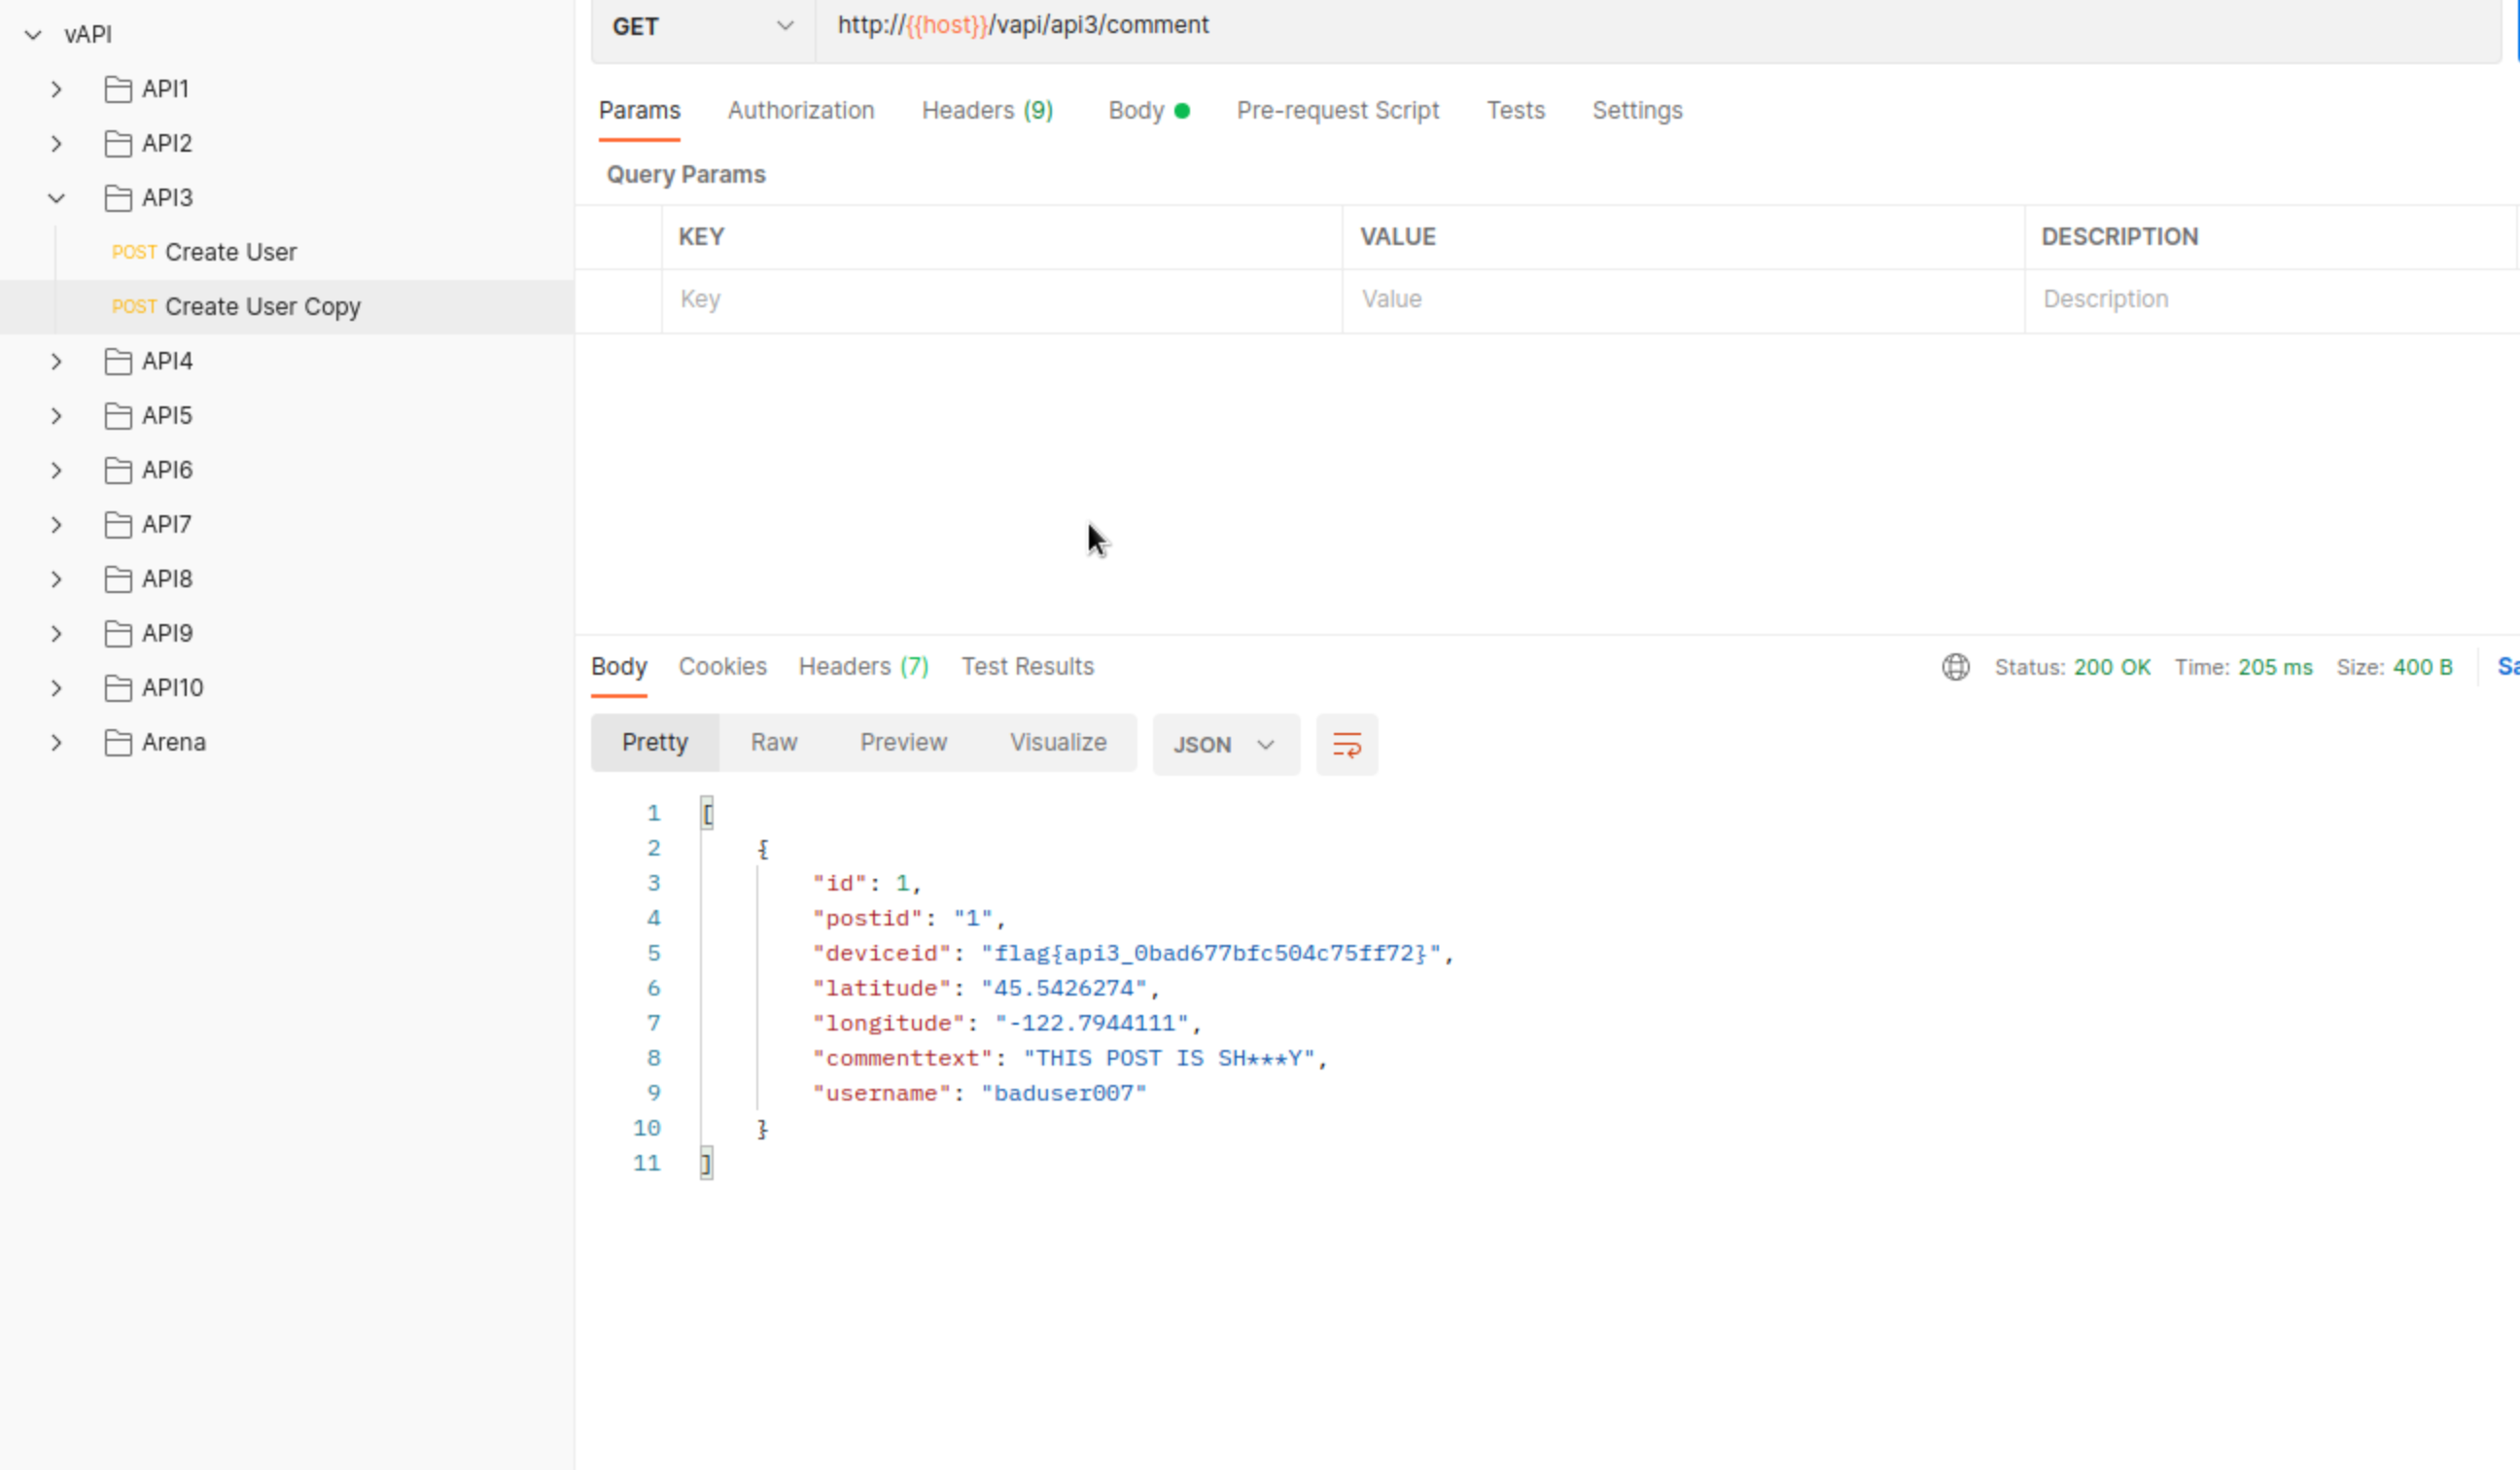 vAPI
API1
API2
API3
POST Create User
POST Create User Copy
API4
API5
API6
API7
API8
API9
API10
Arena
GET http://{{host}}/vapi/api3/comment
Params Authorization Headers (9) Body Pre-request Script Tests Settings
Query Params
KEY VALUE DESCRIPTION
Key Value Description
Body Cookies Headers (7) Test Results Status: 200 OK Time: 205 ms Size: 400 B
Pretty Raw Preview Visualize JSON
1 [
2 {
3 "id": 1,
4 "postid": "1",
5 "deviceid": "flag{api3_0bad677bfc504c75ff72}",
6 "latitude": "45.5426274",
7 "longitude": "-122.7944111",
8 "commenttext": "THIS POST IS SH***Y",
9 "username": "baduser007"
10 }
11 ]